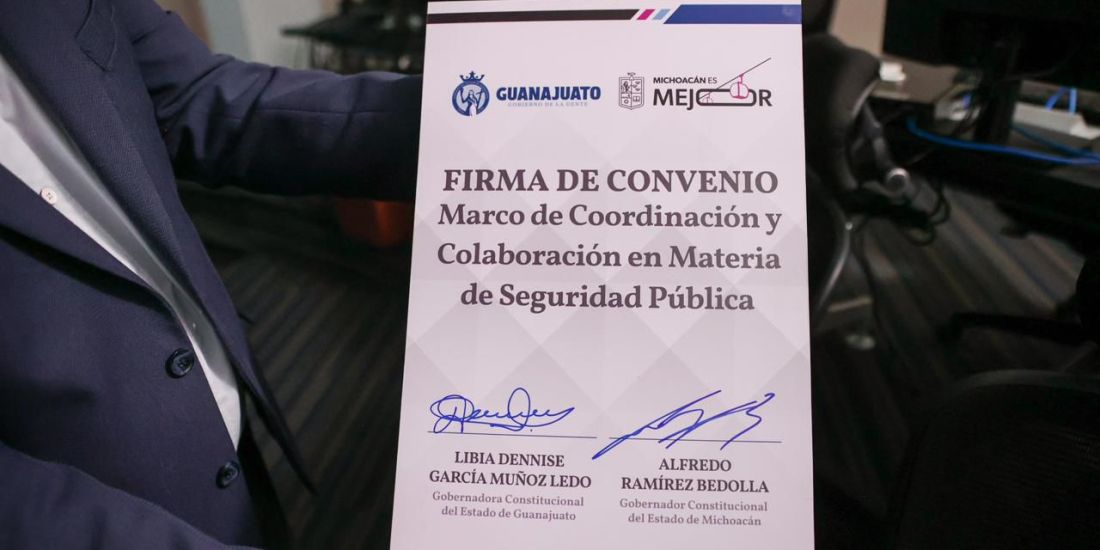 GUANAJUATO
GOBIERNO DE LA GENTE
MICHOACÁN ES
MEJOR
FIRMA DE CONVENIO
Marco de Coordinación y
Colaboración en Materia
de Seguridad Pública
LIBIA DENNISE
GARCÍA MUÑOZ LEDO
Gobernadora Constitucional
del Estado de Guanajuato
ALFREDO
RAMÍREZ BEDOLLA
Gobernador Constitucional
del Estado de Michoacán